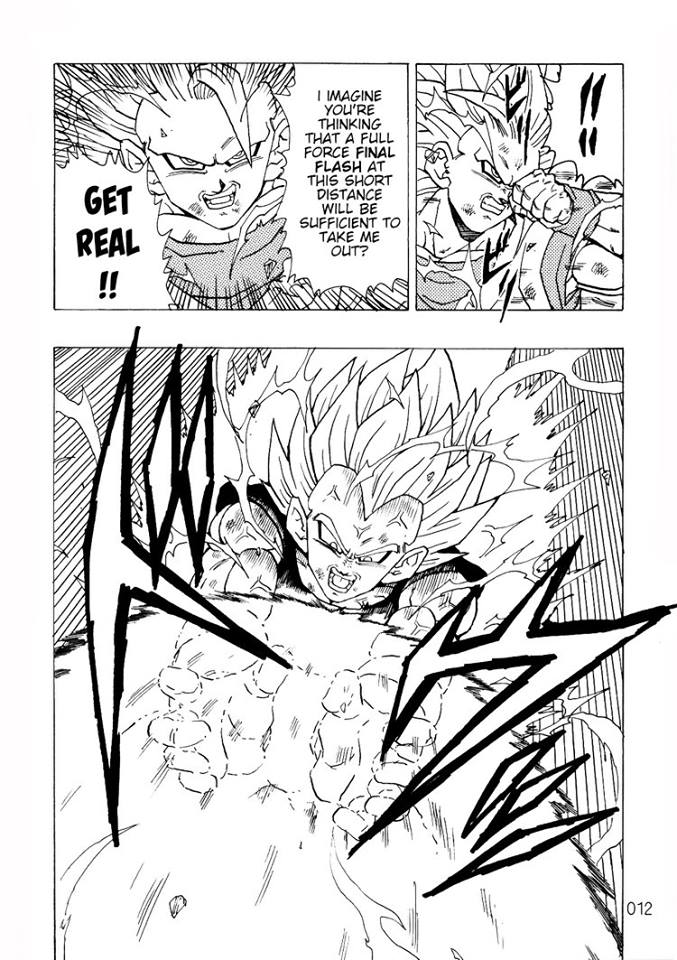 !!
I IMAGINE
YOU'RE
THINKING
THAT A FULL
FORCE FINAL
FLASH AT
THIS SHORT
DISTANCE
WILL BE
SUFFICIENT TO
TAKE ME
OUT?
GET
REAL
!!
012